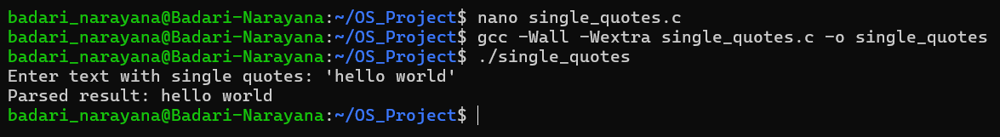 badari_narayana@Badari-Narayana:~/OS_Project$ nano single_quotes.c
badari_narayana@Badari-Narayana:~/OS_Project$ gcc -Wall -Wextra single_quotes.c -o single_quotes
badari_narayana@Badari-Narayana:~/OS_Project$ ./single_quotes
Enter text with single quotes: 'hello world'
Parsed result: hello world
badari_narayana@Badari-Narayana:~/OS_Project$